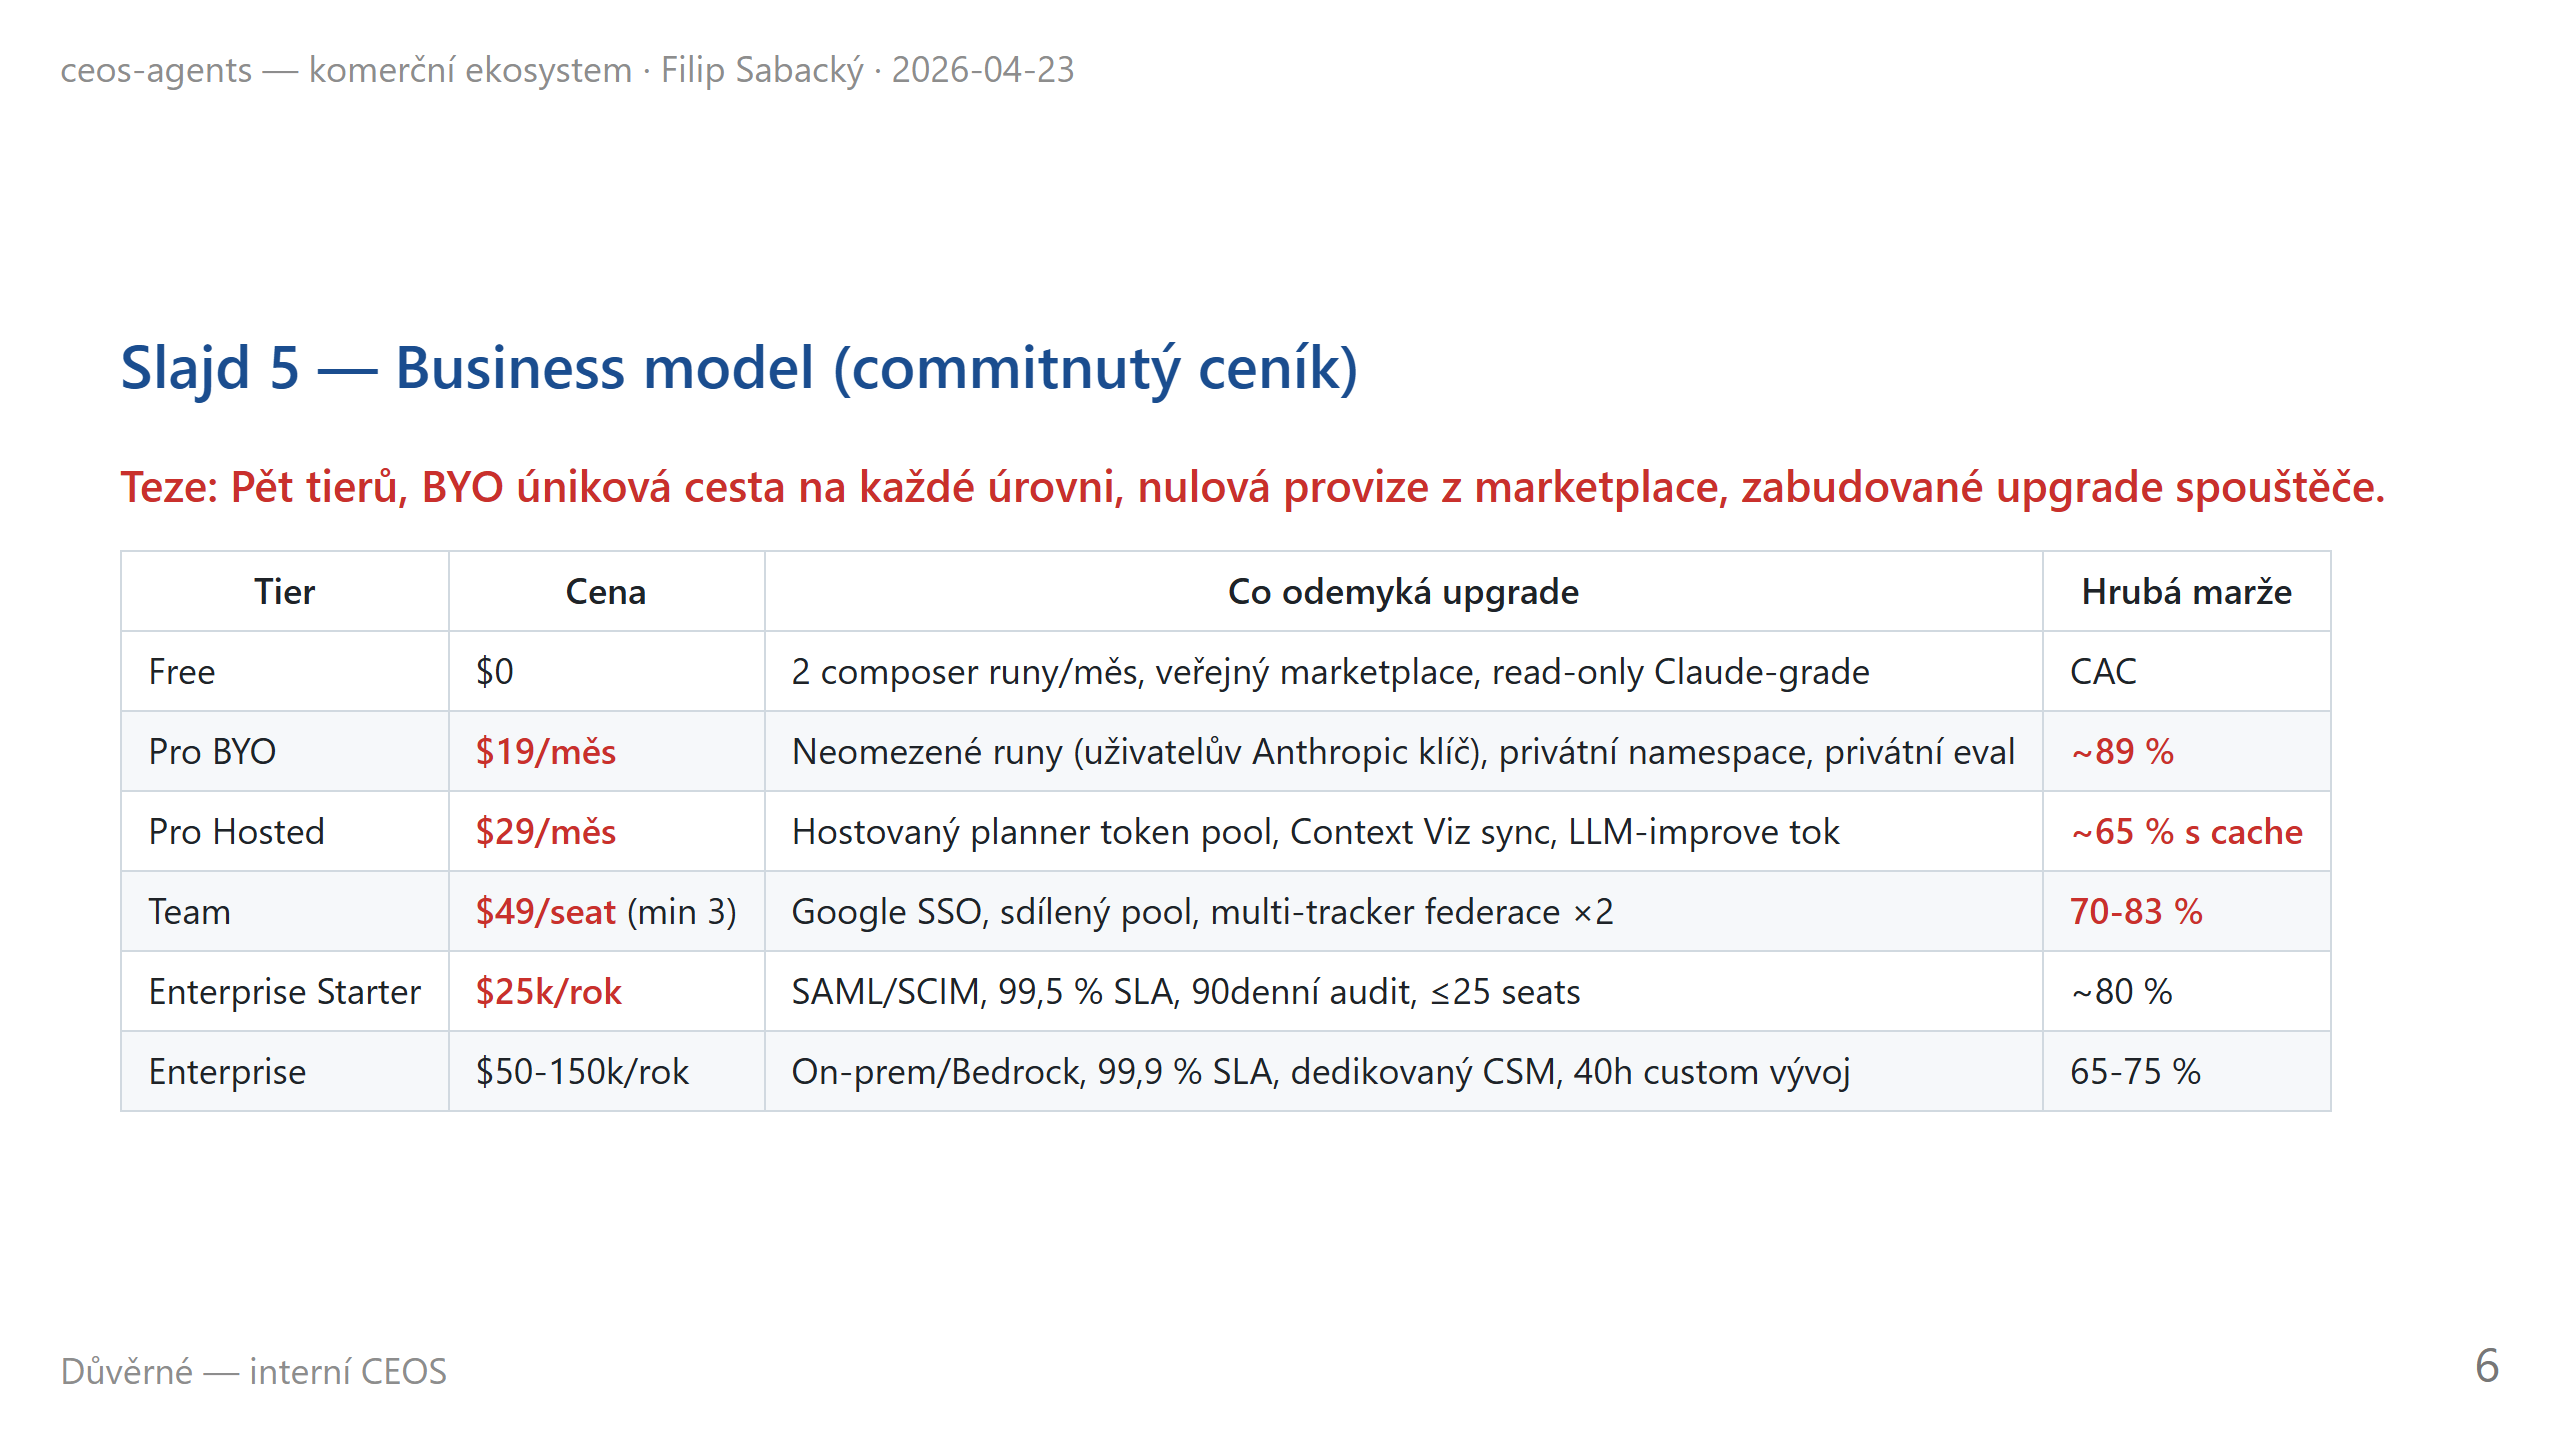 ceos-agents — komerční ekosystem · Filip Sabacký · 2026-04-23
Slajd 5 — Business model (commitnutý ceník)
Teze: Pět tierů, BYO úniková cesta na každé úrovni, nulová provize z marketplace, zabudované upgrade spouštěče.
Tier Cena Co odemyká upgrade Hrubá marže
Free $0 2 composer runy/měs, veřejný marketplace, read-only Claude-grade CAC
Pro BYO $19/měs Neomezené runy (uživatelův Anthropic klíč), privátní namespace, privátní eval ~89 %
Pro Hosted $29/měs Hostovaný planner token pool, Context Viz sync, LLM-improve tok ~65 % s cache
Team $49/seat (min 3) Google SSO, sdílený pool, multi-tracker federace ×2 70-83 %
Enterprise Starter $25k/rok SAML/SCIM, 99,5 % SLA, 90denní audit, ≤25 seats ~80 %
Enterprise $50-150k/rok On-prem/Bedrock, 99,9 % SLA, dedikovaný CSM, 40h custom vývoj 65-75 %
Důvěrné — interní CEOS
6